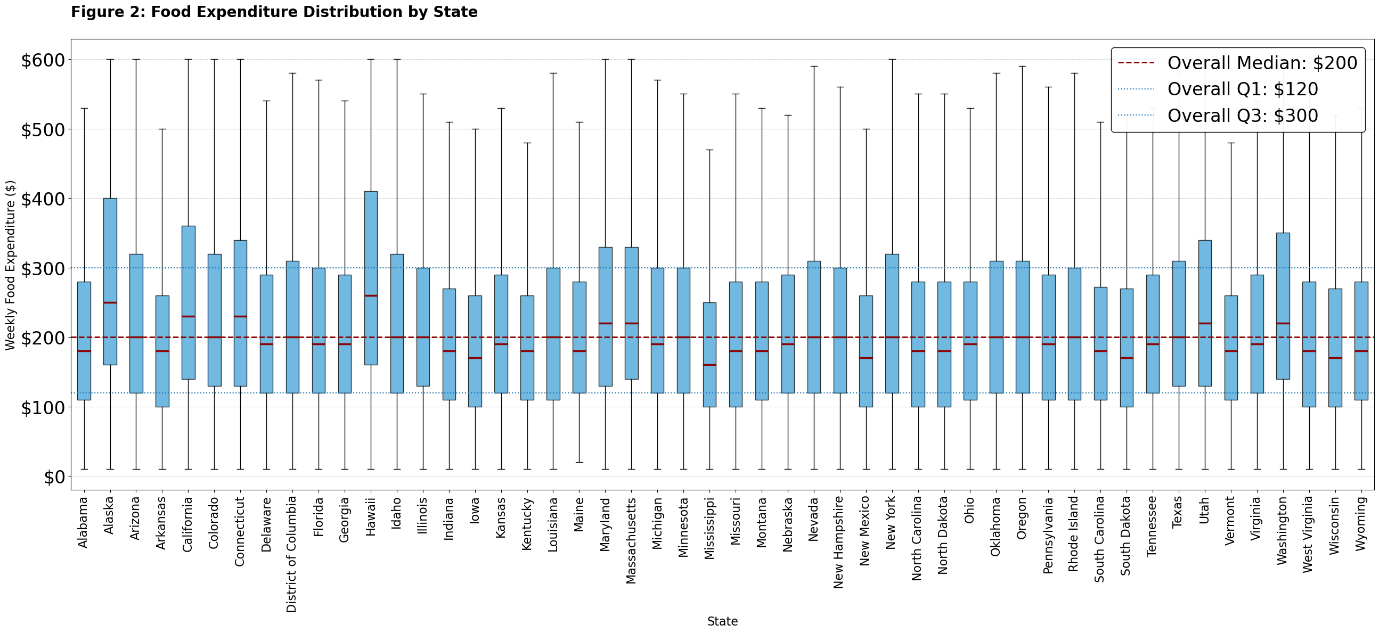 Figure 2: Food Expenditure Distribution by State
Overall Median: $200
Overall Q1: $120
Overall Q3: $300
Weekly Food Expenditure ($)
$600
$500
$400
$300
$200
$100
$0
Alabama
Alaska
Arizona
Arkansas
California
Colorado
Connecticut
Delaware
District of Columbia
Florida
Georgia
Hawaii
Idaho
Illinois
Indiana
Iowa
Kansas
Kentucky
Louisiana
Maine
Maryland
Massachusetts
Michigan
Minnesota
Mississippi
Missouri
Montana
Nebraska
Nevada
New Hampshire
New Mexico
New York
North Carolina
North Dakota
Ohio
Oklahoma
Oregon
Pennsylvania
Rhode Island
South Carolina
South Dakota
Tennessee
Texas
Utah
Vermont
Virginia
Washington
West Virginia
Wisconsin
Wyoming
State